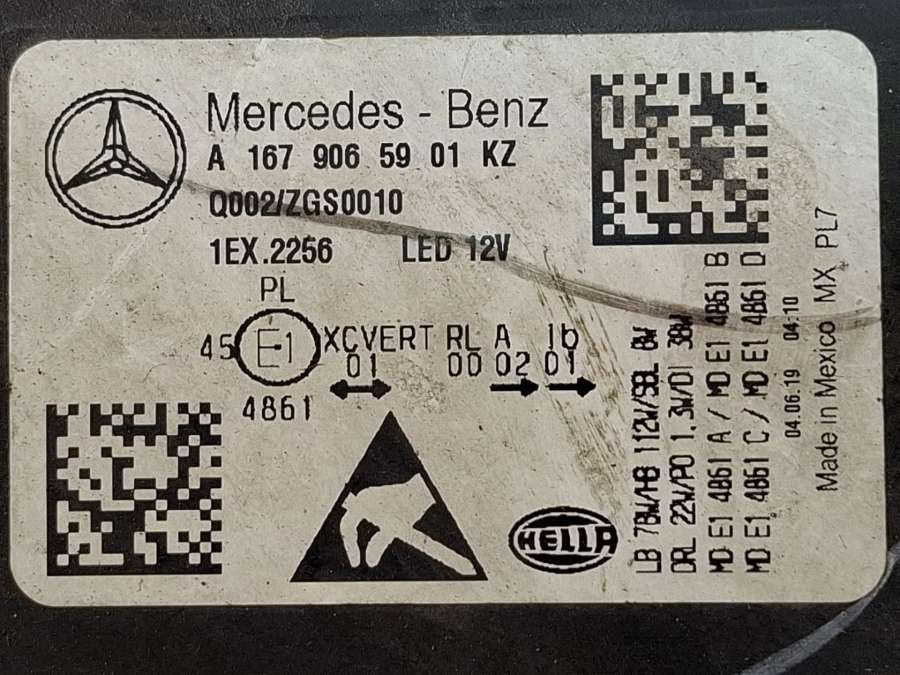 Mercedes - Benz
A 167 906 59 01 KZ
Q002/ZGS0010
1EX.2256 LED 12V
PL
45 E1 XCVERT RL A Ib
01 00 02 01
4861
HELLA
LB 78W/HB 112W/SBL 8W
DRL 22W/PO 1.3W/DI 38W
MD E1 4861 A / MD E1 4861 B
MD E1 4861 C / MD E1 4861 D
04.06.19 04:10
Made in Mexico MX PL7